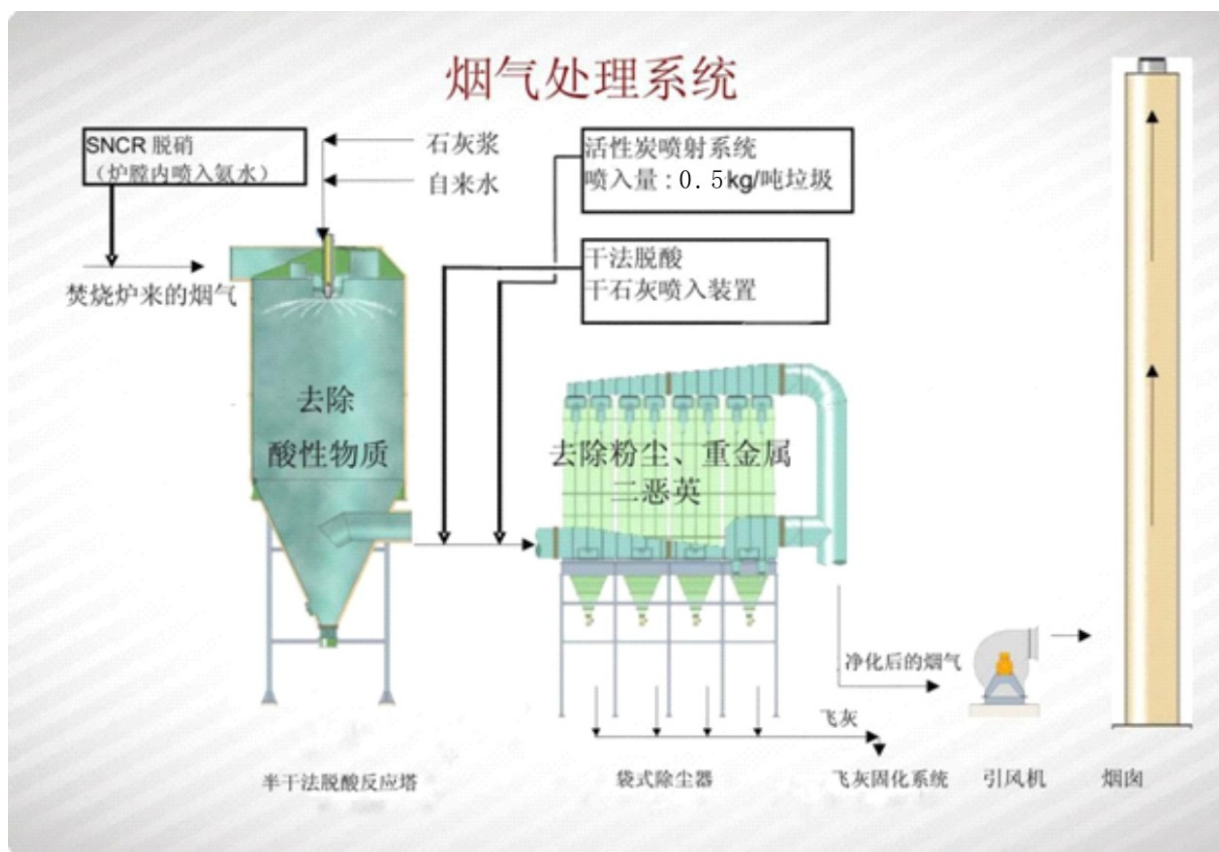 烟气处理系统
SNCR 脱硝
（炉膛内喷入氨水）
石灰浆
自来水
活性炭喷射系统
喷入量：0.5kg/吨垃圾
干法脱酸
干石灰喷入装置
焚烧炉来的烟气
去除
酸性物质
去除粉尘、重金属
二恶英
净化后的烟气
飞灰
半干法脱酸反应塔
袋式除尘器
飞灰固化系统
引风机
烟囱